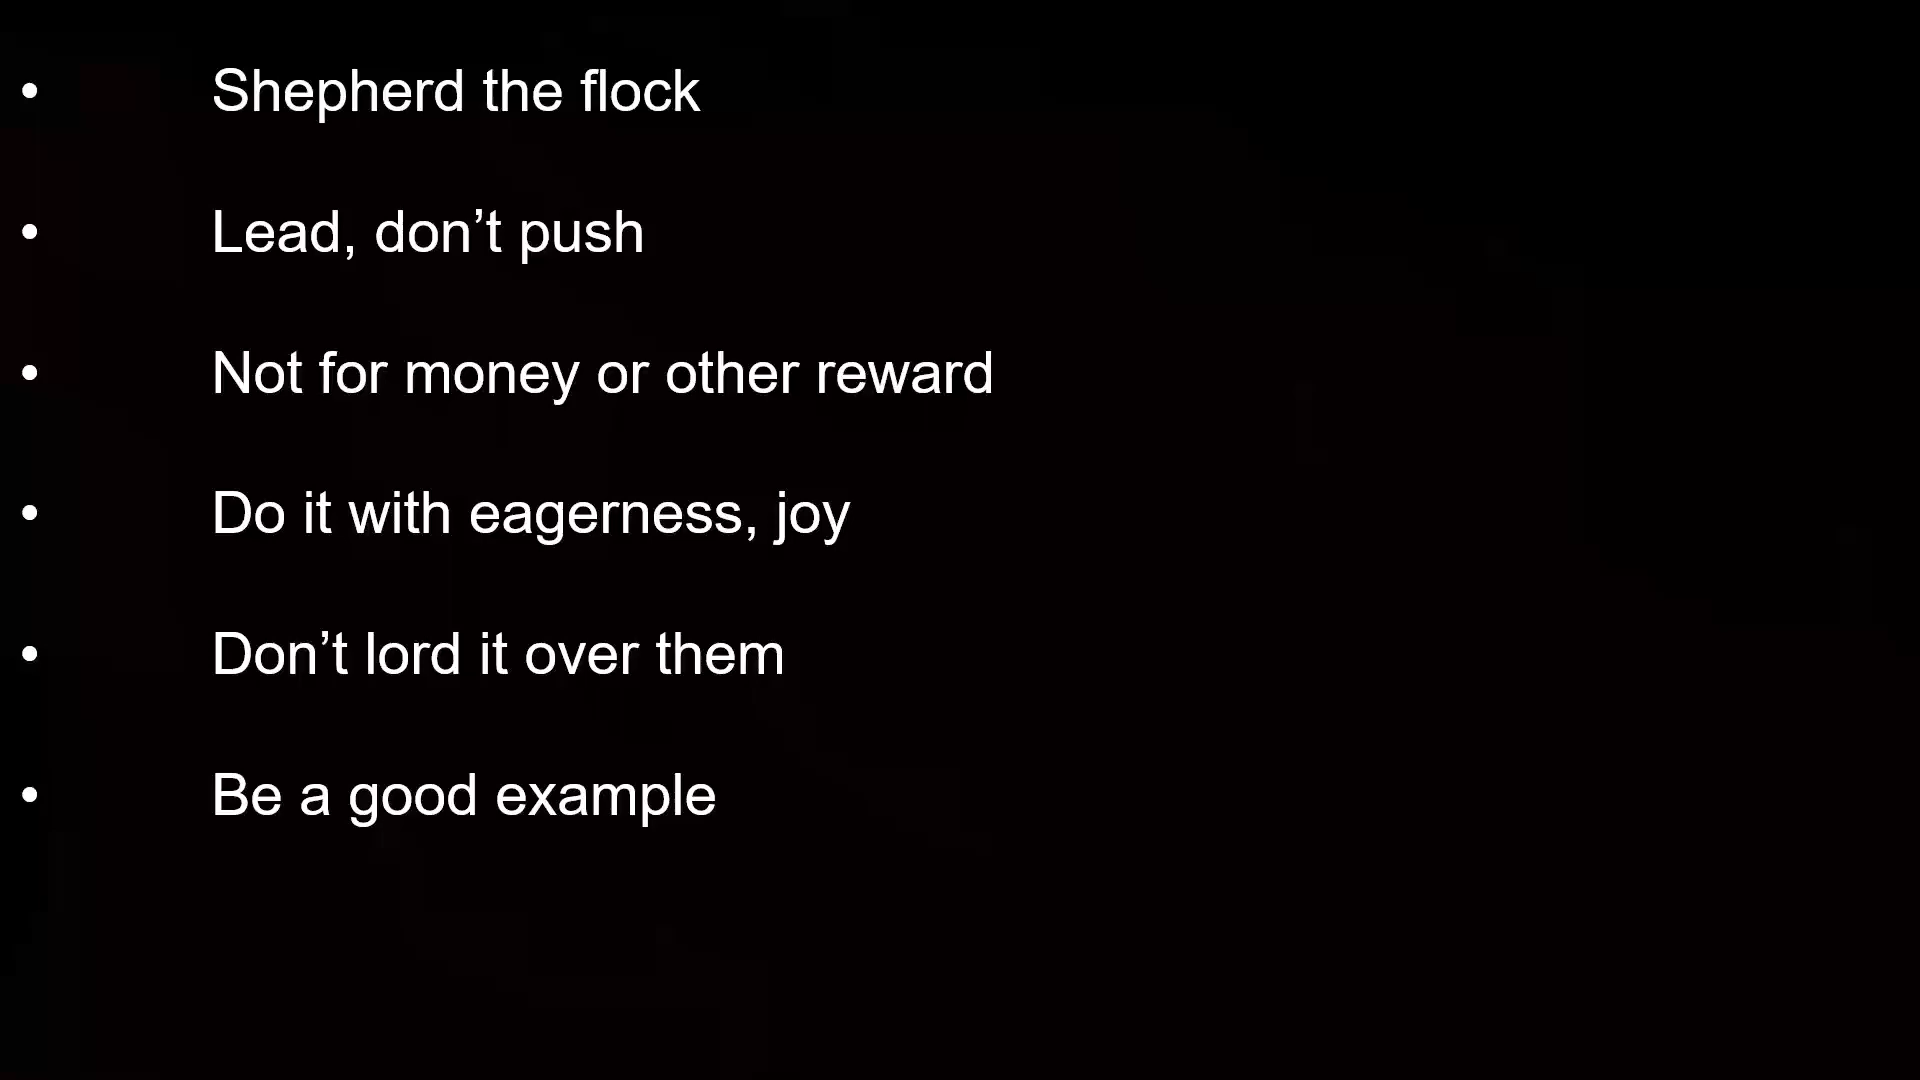 • Shepherd the flock
• Lead, don’t push
• Not for money or other reward
• Do it with eagerness, joy
• Don’t lord it over them
• Be a good example